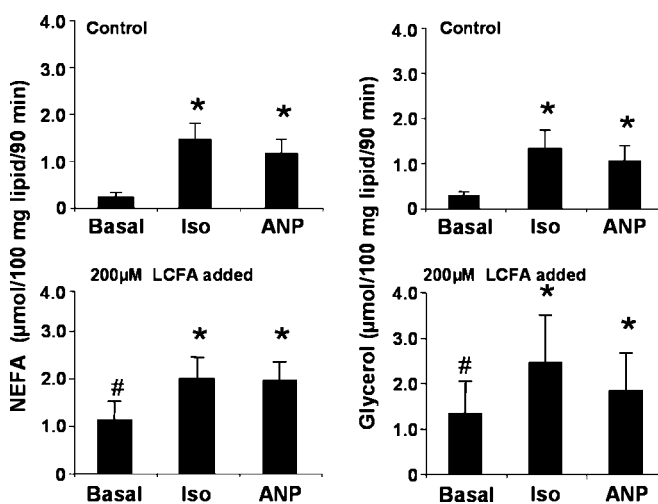 NEFA (µmol/100 mg lipid/90 min)
Control
4.0
3.0
2.0
1.0
0
* *
Basal Iso ANP
200µM LCFA added
4.0
3.0
2.0
1.0
0
# * *
Basal Iso ANP
Glycerol (µmol/100 mg lipid/90 min)
Control
4.0
3.0
2.0
1.0
0
* *
Basal Iso ANP
200µM LCFA added
4.0
3.0
2.0
1.0
0
# * *
Basal Iso ANP